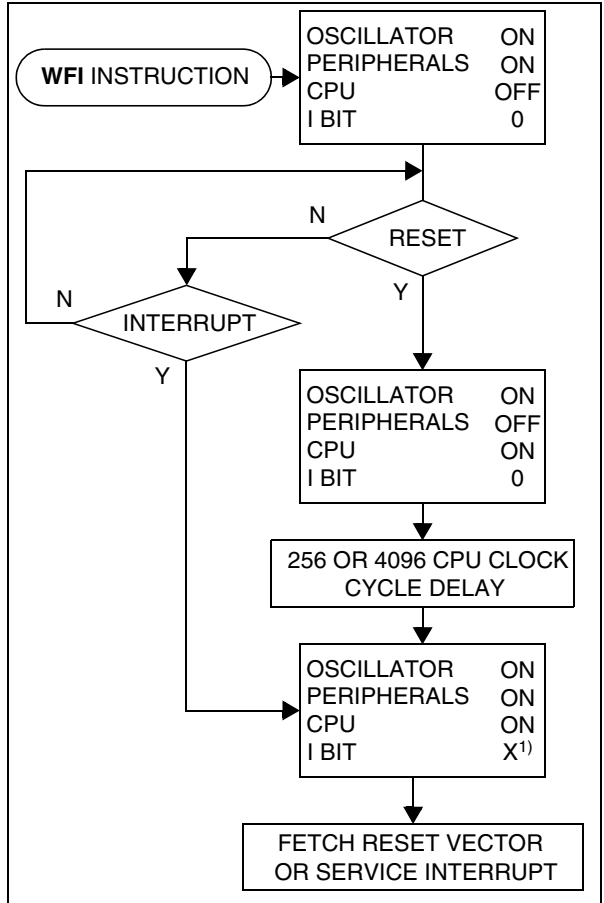 WFI INSTRUCTION
OSCILLATOR ON
PERIPHERALS ON
CPU OFF
I BIT 0
N
RESET
Y
N
INTERRUPT
Y
OSCILLATOR ON
PERIPHERALS OFF
CPU ON
I BIT 0
256 OR 4096 CPU CLOCK
CYCLE DELAY
OSCILLATOR ON
PERIPHERALS ON
CPU ON
I BIT X1)
FETCH RESET VECTOR
OR SERVICE INTERRUPT